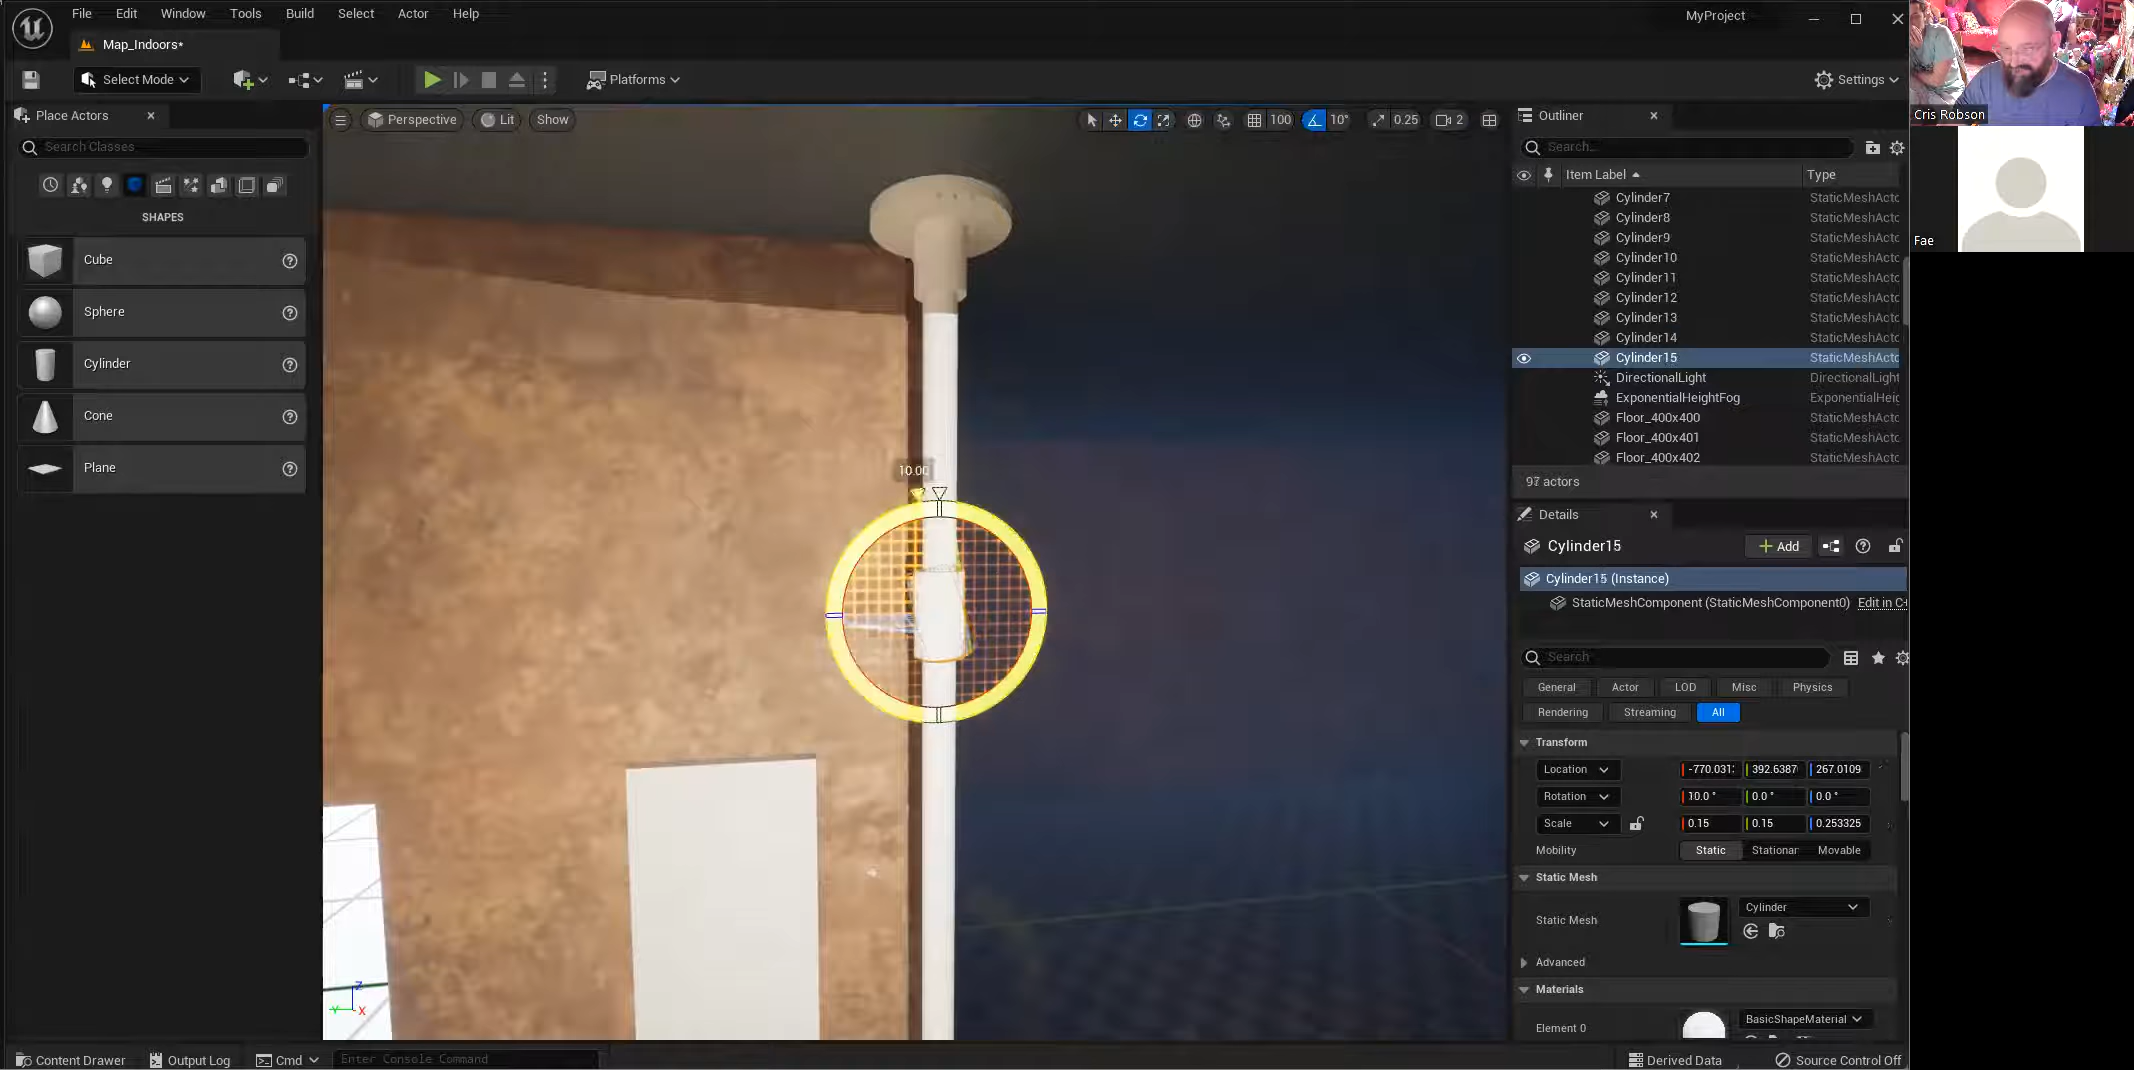 File Edit Window Tools Build Select Actor Help
MyProject
Map_Indoors*
Select Mode
Platforms
Settings
Place Actors
Search Classes
SHAPES
Cube
Sphere
Cylinder
Cone
Plane
Perspective
Lit
Show
100
10°
0.25
2
10.00
Z
Y
X
Outliner
Search...
Item Label
Type
Cylinder7 StaticMeshActo
Cylinder8 StaticMeshActo
Cylinder9 StaticMeshActo
Cylinder10 StaticMeshActo
Cylinder11 StaticMeshActo
Cylinder12 StaticMeshActo
Cylinder13 StaticMeshActo
Cylinder14 StaticMeshActo
Cylinder15 StaticMeshActo
DirectionalLight DirectionalLight
ExponentialHeightFog ExponentialHeig
Floor_400x400 StaticMeshActo
Floor_400x401 StaticMeshActo
Floor_400x402 StaticMeshActo
97 actors
Details
Cylinder15
Add
Cylinder15 (Instance)
StaticMeshComponent (StaticMeshComponent0) Edit in C+
Search
General Actor LOD Misc Physics
Rendering Streaming All
Transform
Location -770.031 392.6387 267.0109
Rotation 10.0 ° 0.0 ° 0.0 °
Scale 0.15 0.15 0.253325
Mobility Static Stationar Movable
Static Mesh
Static Mesh Cylinder
Advanced
Materials
Element 0 BasicShapeMaterial
Content Drawer Output Log Cmd Enter Console Command
Derived Data Source Control Off
Cris Robson
Fae